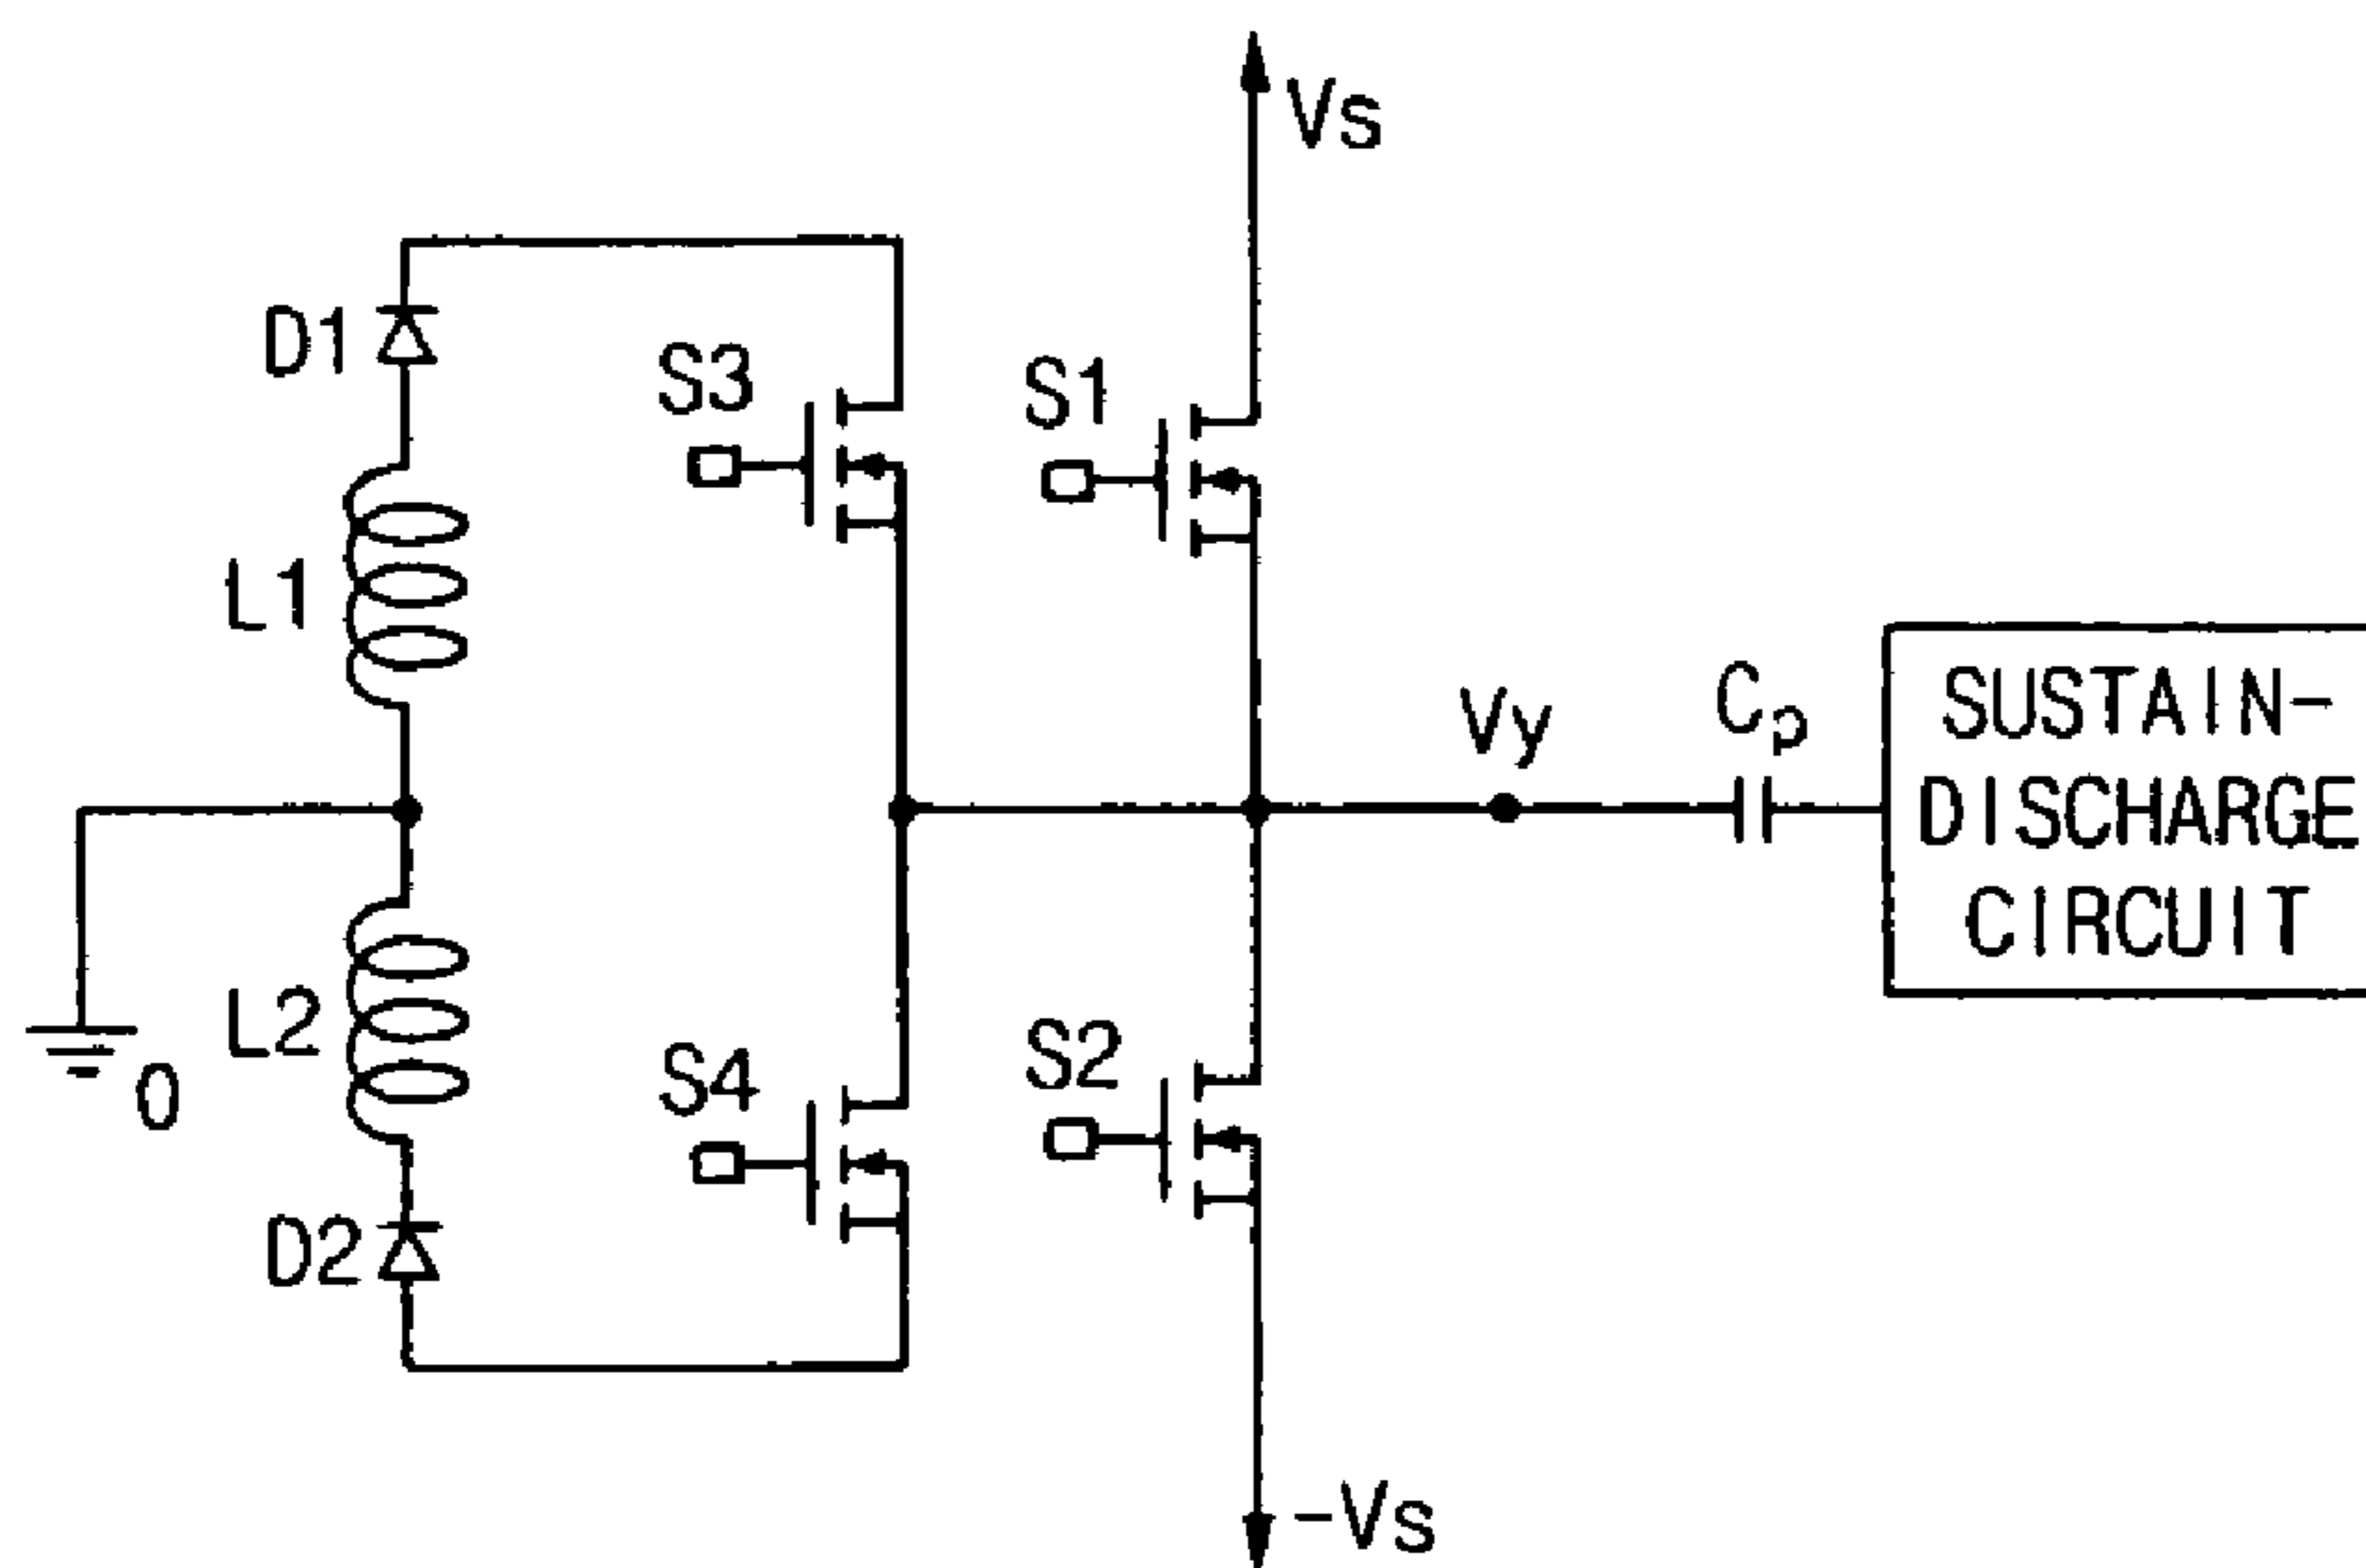 Vs
D1
S3
S1
L1
Vy
Cp
SUSTAIN-
DISCHARGE
CIRCUIT
L2
0
S4
S2
D2
-Vs